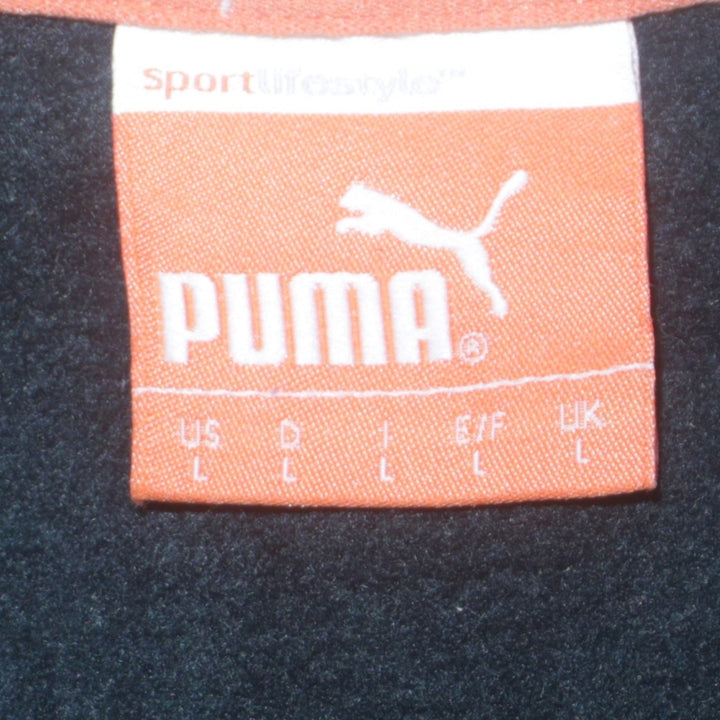 sportlifestyle™
PUMA®
US D I E/F UK
L L L L L